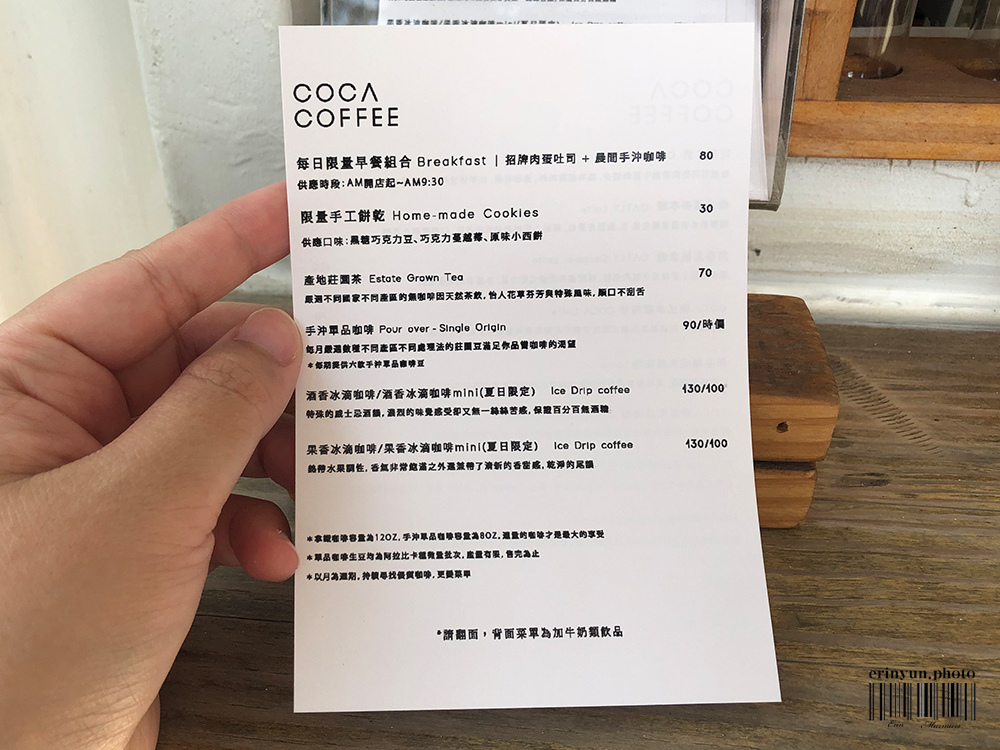 COCA
COFFEE
每日限量早餐組合 Breakfast | 招牌肉蛋吐司 + 晨間手沖咖啡 80
供應時段:AM開店起~AM9:30
限量手工餅乾 Home-made Cookies 30
供應口味:黑糖巧克力豆、巧克力蔓越莓、原味小西餅
產地莊園茶 Estate Grown Tea 70
嚴選不同國家不同產區的無咖啡因天然茶飲,怡人花草芬芳與特殊風味,順口不苦舌
手沖單品咖啡 Pour over - Single Origin 90/時價
每月嚴選數種不同產區不同處理法的莊園豆滿足你品嘗咖啡的渴望
*每期提供六款手沖單品咖啡豆
酒香冰滴咖啡/酒香冰滴咖啡mini(夏日限定) Ice Drip coffee 130/100
特殊的威士忌酒韻,濃烈的味覺感受卻又無一絲絲苦感,保證百分百無酒精
果香冰滴咖啡/果香冰滴咖啡mini(夏日限定) Ice Drip coffee 130/100
熱帶水果調性,香氣非常飽滿之外還兼帶了清新的香甜感,乾淨的尾韻
*拿鐵咖啡容量為12OZ,手沖單品咖啡容量為8OZ,適量的咖啡才是最大的享受
*單品咖啡生豆均為阿拉比卡種微量批次,產量有限,售完為止
*以月為週期,持續尋找優質咖啡,更變菜單
*請翻面,背面菜單為加牛奶類飲品
erinyun.photo
Erin